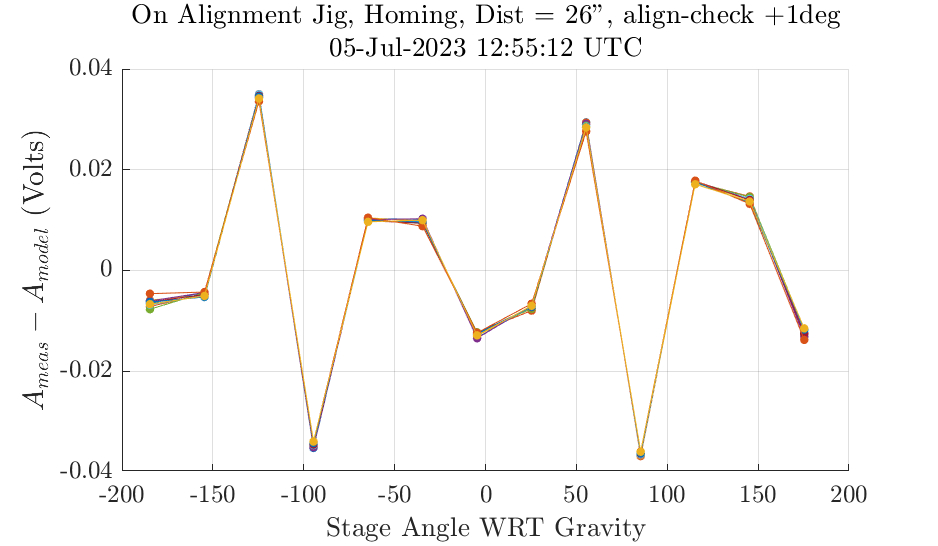 On Alignment Jig, Homing, Dist = 26”, align-check +1deg
05-Jul-2023 12:55:12 UTC
A_meas − A_model (Volts)
0.04
0.02
0
-0.02
-0.04
-200 -150 -100 -50 0 50 100 150 200
Stage Angle WRT Gravity